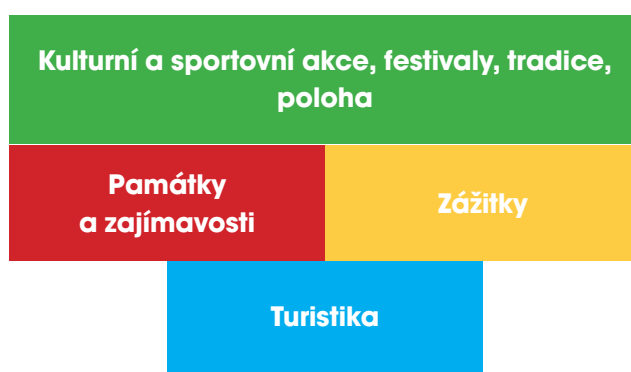 Kulturní a sportovní akce, festivaly, tradice,
poloha
Památky
a zajímavosti
Zážitky
Turistika